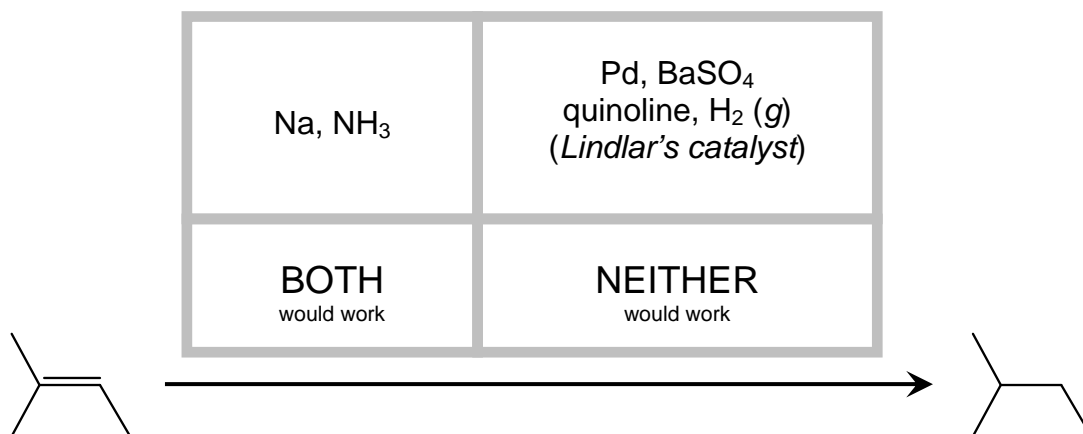 Na, NH₃
Pd, BaSO₄
quinoline, H₂ (g)
(Lindlar's catalyst)
BOTH
would work
NEITHER
would work